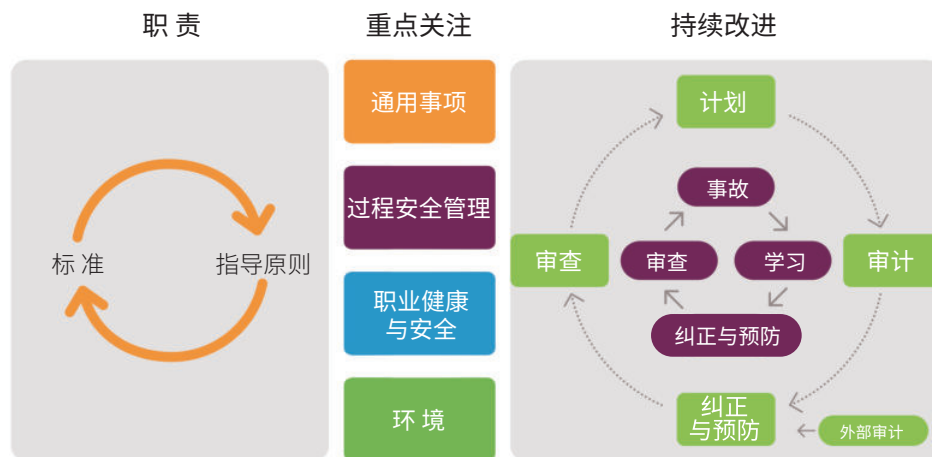 职 责
重点关注
持续改进
标 准
指导原则
通用事项
过程安全管理
职业健康
与安全
环 境
计划
事故
审查
审查
学习
审计
纠正与预防
纠正
与预防
外部审计